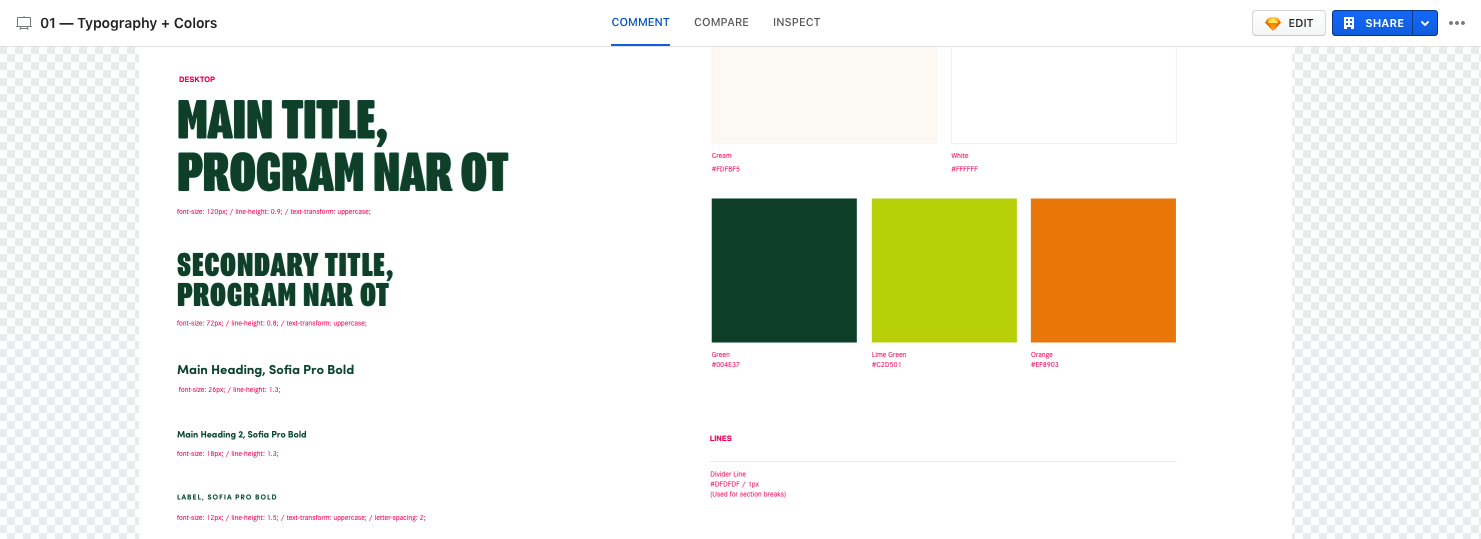 01 — Typography + Colors
COMMENT
COMPARE
INSPECT
EDIT
SHARE
DESKTOP
MAIN TITLE,
PROGRAM NAR OT
font-size: 120px; / line-height: 0.9; / text-transform: uppercase;
SECONDARY TITLE,
PROGRAM NAR OT
font-size: 72px; / line-height: 0.8; / text-transform: uppercase;
Main Heading, Sofia Pro Bold
font-size: 26px; / line-height: 1.3;
Main Heading 2, Sofia Pro Bold
font-size: 18px; / line-height: 1.3;
LABEL, SOFIA PRO BOLD
font-size: 12px; / line-height: 1.5; / text-transform: uppercase; / letter-spacing: 2;
Cream
#FDFBF5
White
#FFFFFF
Green
#004E37
Lime Green
#C2D501
Orange
#EF8903
LINES
Divider Line
#DFDFDF / 1px
(Used for section breaks)